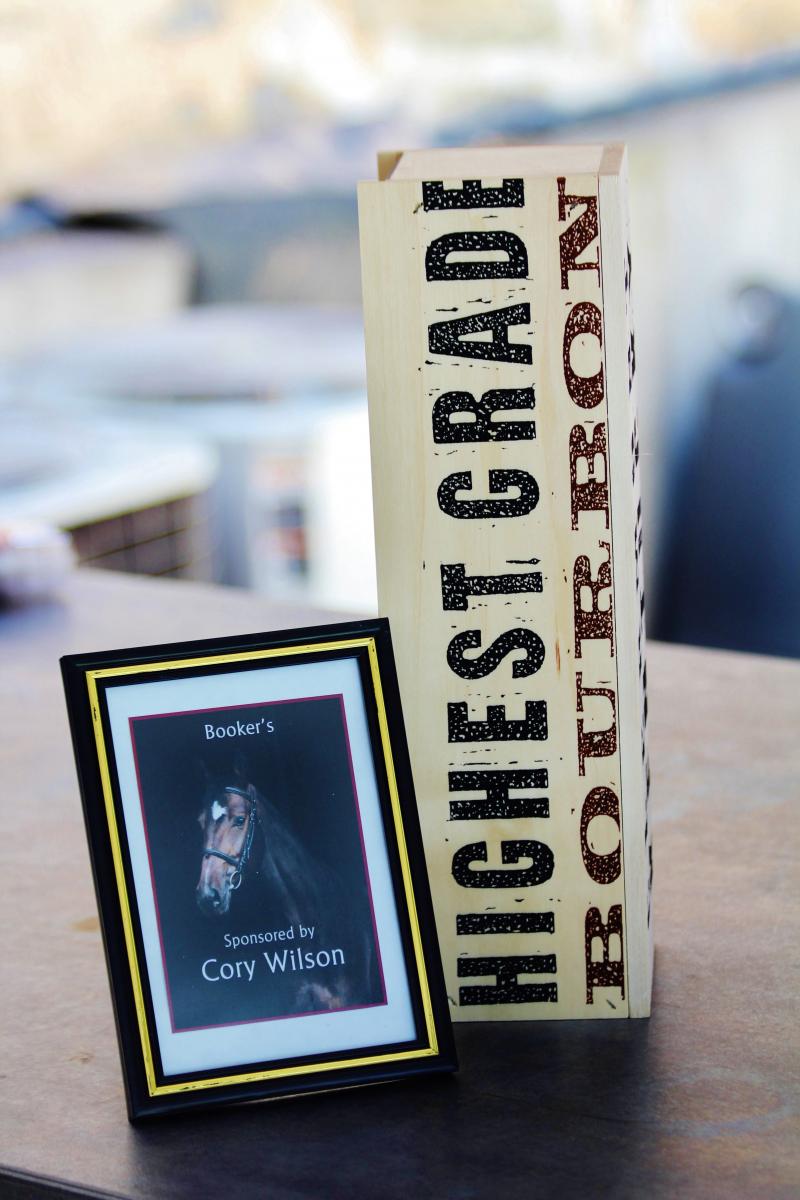 HIGHEST GRADE
BOURBON
Booker's
Sponsored by
Cory Wilson